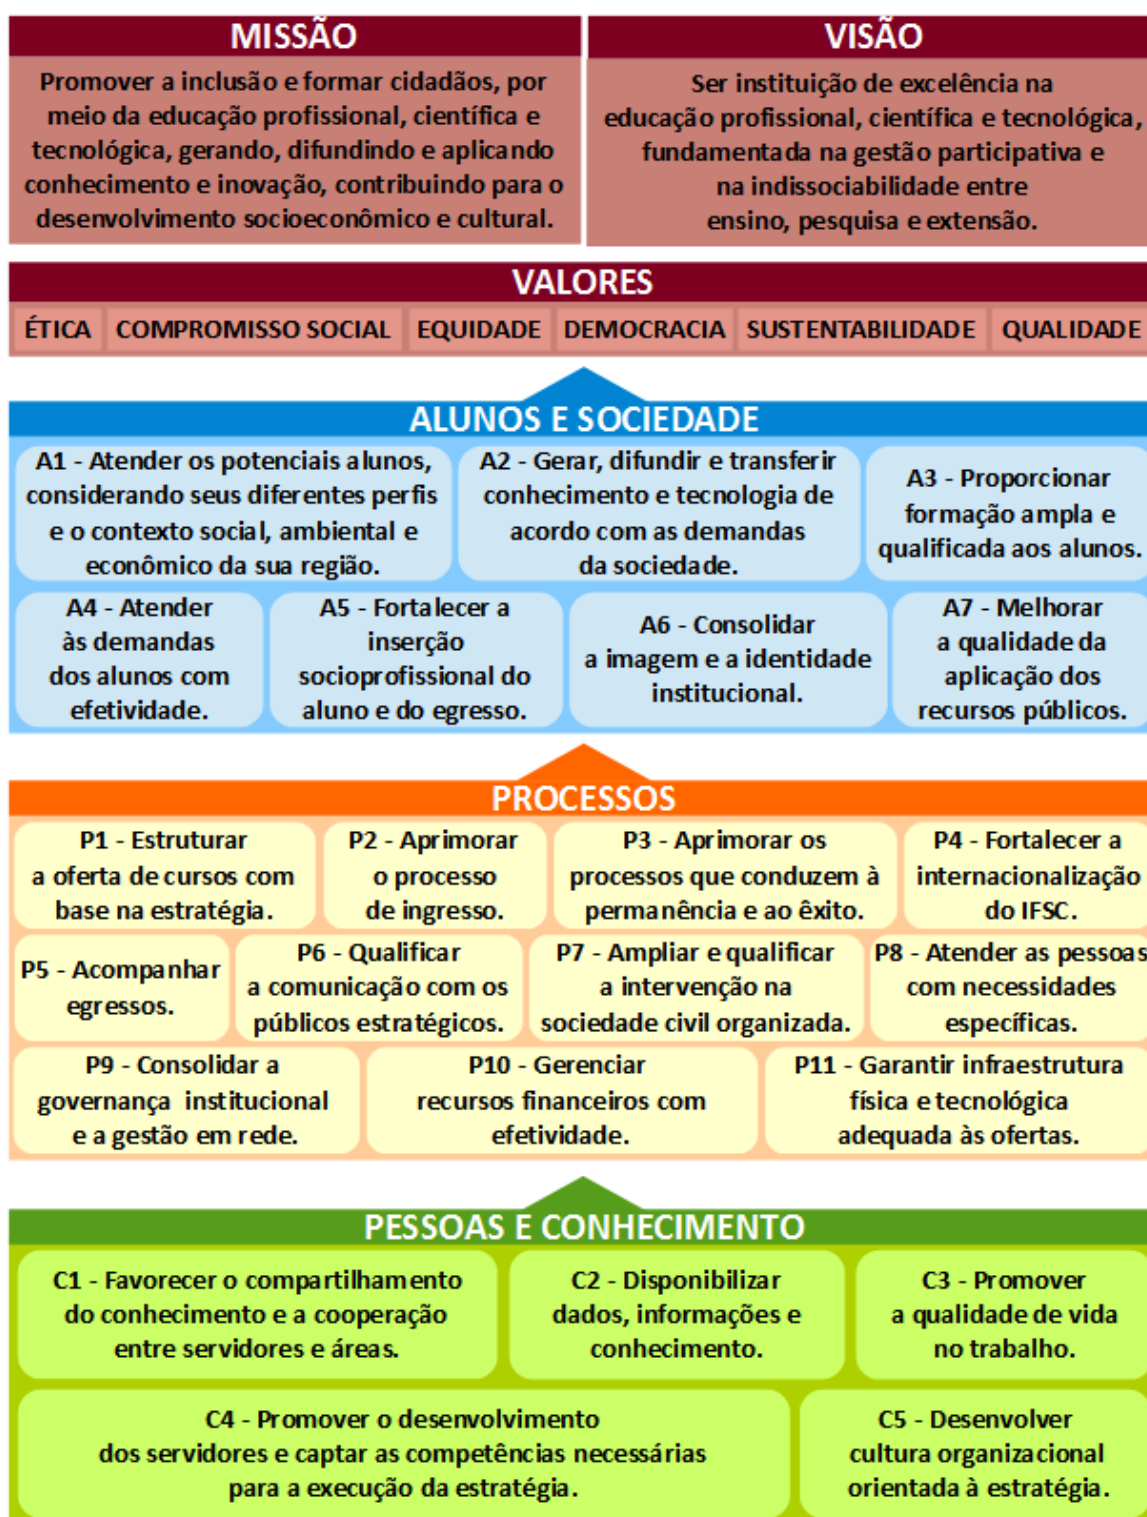 MISSÃO
Promover a inclusão e formar cidadãos, por
meio da educação profissional, científica e
tecnológica, gerando, difundindo e aplicando
conhecimento e inovação, contribuindo para o
desenvolvimento socioeconômico e cultural.
VISÃO
Ser instituição de excelência na
educação profissional, científica e tecnológica,
fundamentada na gestão participativa e
na indissociabilidade entre
ensino, pesquisa e extensão.
VALORES
ÉTICA COMPROMISSO SOCIAL EQUIDADE DEMOCRACIA SUSTENTABILIDADE QUALIDADE
ALUNOS E SOCIEDADE
A1 - Atender os potenciais alunos,
considerando seus diferentes perfis
e o contexto social, ambiental e
econômico da sua região.
A2 - Gerar, difundir e transferir
conhecimento e tecnologia de
acordo com as demandas
da sociedade.
A3 - Proporcionar
formação ampla e
qualificada aos alunos.
A4 - Atender
às demandas
dos alunos com
efetividade.
A5 - Fortalecer a
inserção
socioprofissional do
aluno e do egresso.
A6 - Consolidar
a imagem e a identidade
institucional.
A7 - Melhorar
a qualidade da
aplicação dos
recursos públicos.
PROCESSOS
P1 - Estruturar
a oferta de cursos com
base na estratégia.
P2 - Aprimorar
o processo
de ingresso.
P3 - Aprimorar os
processos que conduzem à
permanência e ao êxito.
P4 - Fortalecer a
internacionalização
do IFSC.
P5 - Acompanhar
egressos.
P6 - Qualificar
a comunicação com os
públicos estratégicos.
P7 - Ampliar e qualificar
a intervenção na
sociedade civil organizada.
P8 - Atender as pessoas
com necessidades
específicas.
P9 - Consolidar a
governança institucional
e a gestão em rede.
P10 - Gerenciar
recursos financeiros com
efetividade.
P11 - Garantir infraestrutura
física e tecnológica
adequada às ofertas.
PESSOAS E CONHECIMENTO
C1 - Favorecer o compartilhamento
do conhecimento e a cooperação
entre servidores e áreas.
C2 - Disponibilizar
dados, informações e
conhecimento.
C3 - Promover
a qualidade de vida
no trabalho.
C4 - Promover o desenvolvimento
dos servidores e captar as competências necessárias
para a execução da estratégia.
C5 - Desenvolver
cultura organizacional
orientada à estratégia.